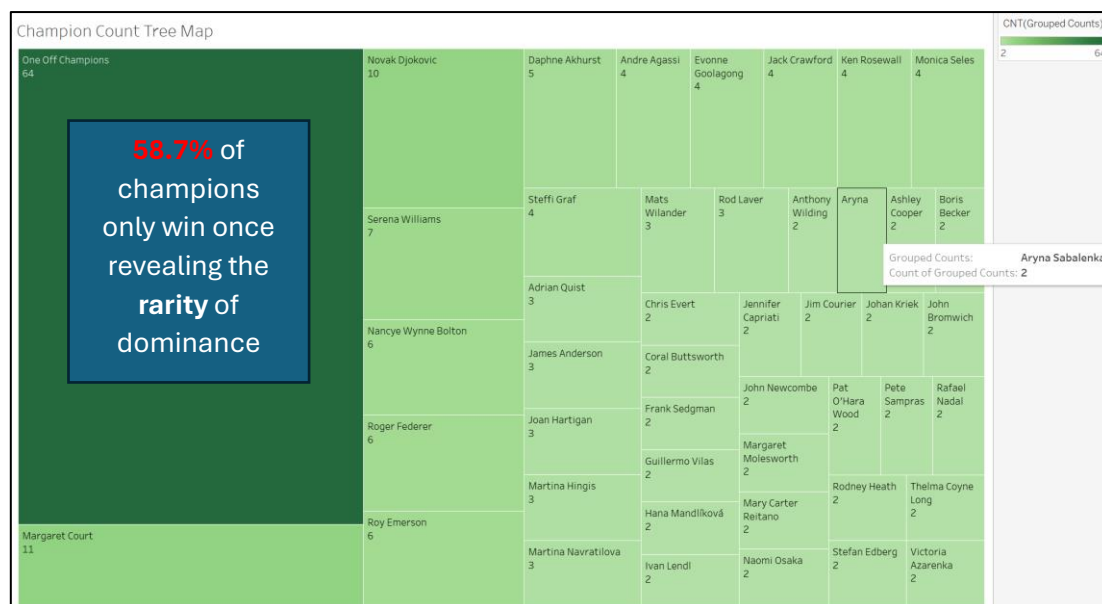 Champion Count Tree Map
CNT(Grouped Counts)
2
64
One Off Champions
64
58.7% of
champions
only win once
revealing the
rarity of
dominance
Margaret Court
11
Novak Djokovic
10
Serena Williams
7
Nancye Wynne Bolton
6
Roger Federer
6
Roy Emerson
6
Daphne Akhurst
5
Andre Agassi
4
Evonne
Goolagong
4
Jack Crawford
4
Ken Rosewall
4
Monica Seles
4
Steffi Graf
4
Adrian Quist
3
James Anderson
3
Joan Hartigan
3
Martina Hingis
3
Martina Navratilova
3
Mats
Wilander
3
Rod Laver
3
Anthony
Wilding
2
Aryna
Ashley
Cooper
2
Boris
Becker
2
Grouped Counts: Aryna Sabalenka
Count of Grouped Counts: 2
Chris Evert
2
Coral Buttsworth
2
Frank Sedgman
2
Guillermo Vilas
2
Hana Mandlíková
2
Ivan Lendl
2
Jennifer
Capriati
2
Jim Courier
2
Johan Kriek
2
John
Bromwich
2
John Newcombe
2
Margaret
Molesworth
2
Mary Carter
Reitano
2
Naomi Osaka
2
Pat
O'Hara
Wood
2
Pete
Sampras
2
Rafael
Nadal
2
Rodney Heath
2
Thelma Coyne
Long
2
Stefan Edberg
2
Victoria
Azarenka
2